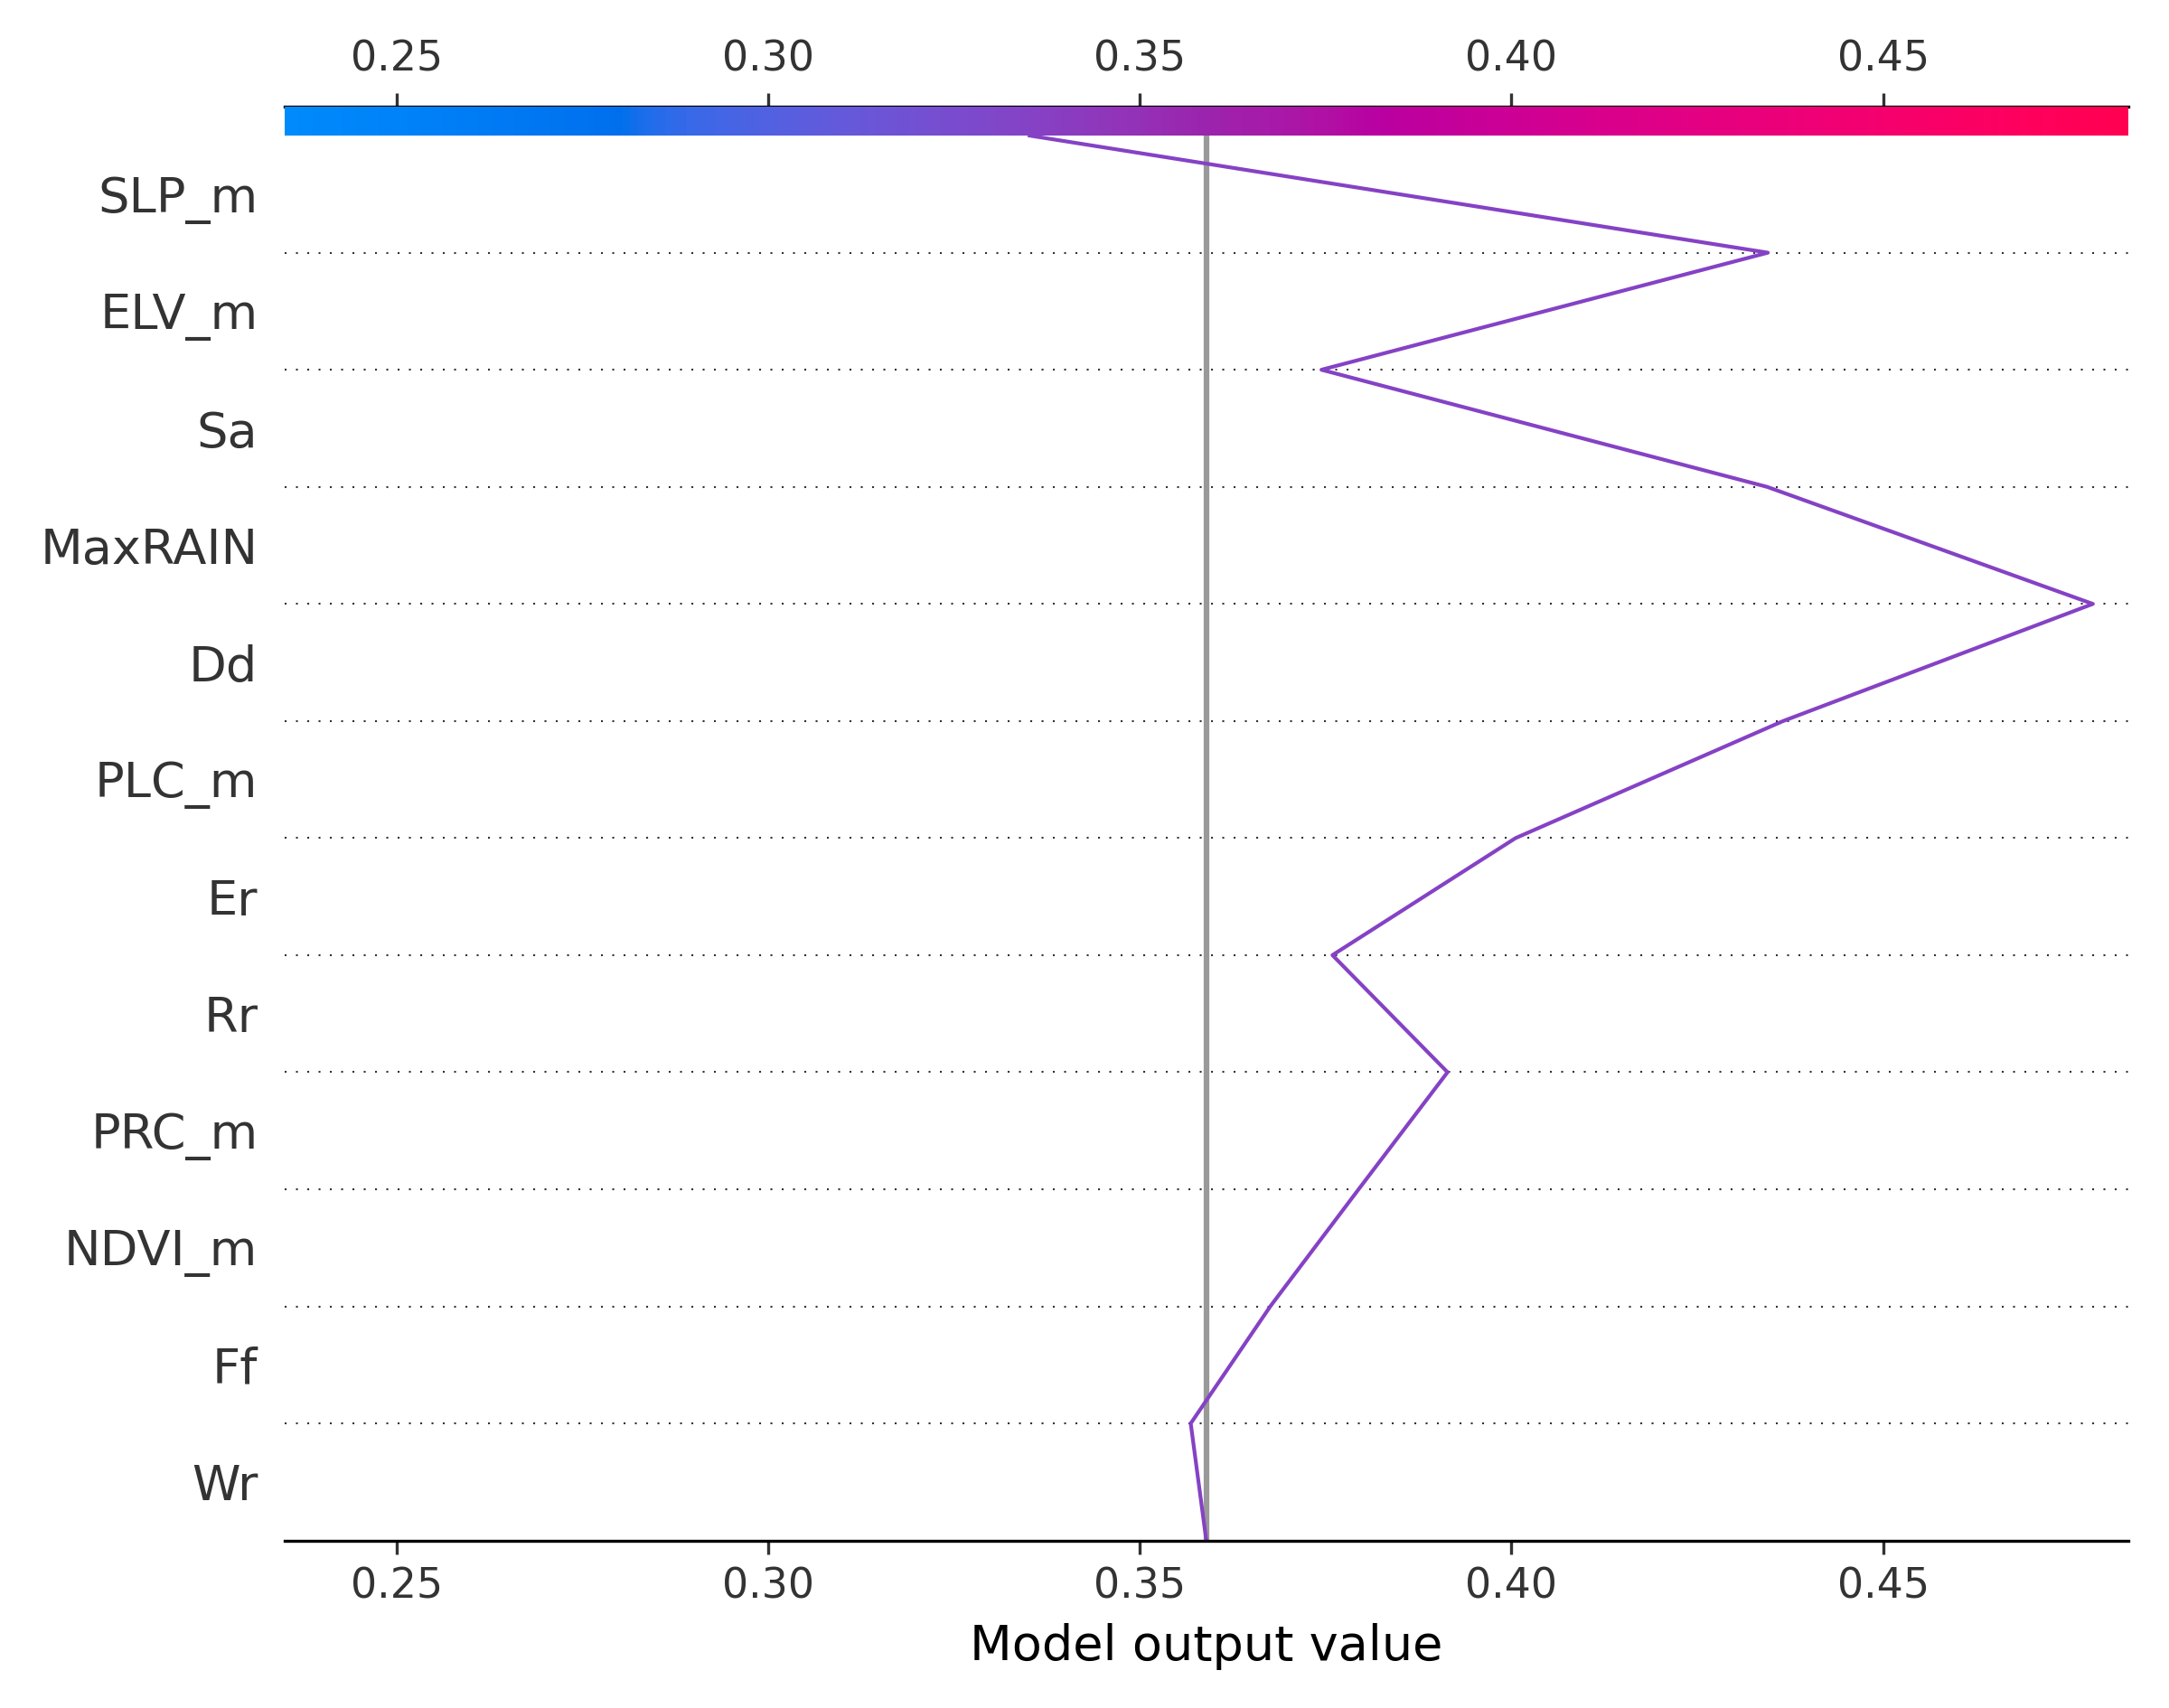 0.25 0.30 0.35 0.40 0.45
SLP_m
ELV_m
Sa
MaxRAIN
Dd
PLC_m
Er
Rr
PRC_m
NDVI_m
Ff
Wr
0.25 0.30 0.35 0.40 0.45
Model output value